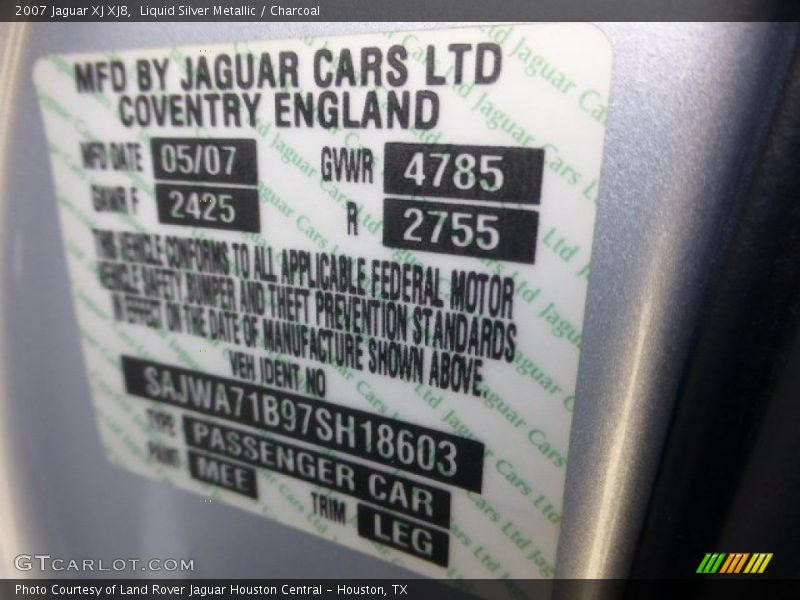 2007 Jaguar XJ XJ8, Liquid Silver Metallic / Charcoal
MFD BY JAGUAR CARS LTD
COVENTRY ENGLAND
MFD DATE 05/07 GVWR 4785
GAWR F 2425 R 2755
THIS VEHICLE CONFORMS TO ALL APPLICABLE FEDERAL MOTOR
VEHICLE SAFETY BUMPER AND THEFT PREVENTION STANDARDS
IN EFFECT ON THE DATE OF MANUFACTURE SHOWN ABOVE.
VEH IDENT NO
SAJWA71B97SH18603
TYPE PASSENGER CAR
PAINT MEE TRIM LEG
GTCARLOT.COM
Photo Courtesy of Land Rover Jaguar Houston Central - Houston, TX